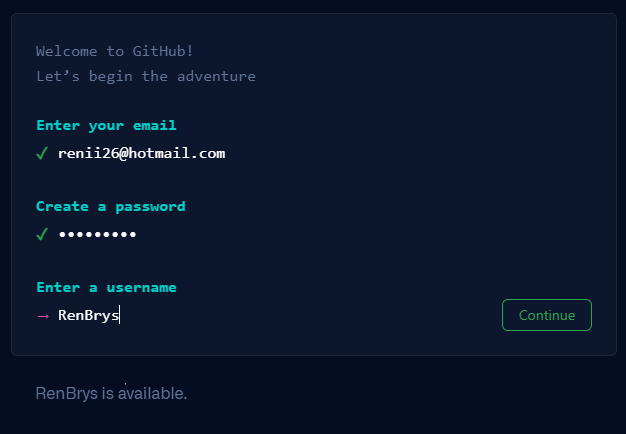 Welcome to GitHub!
Let’s begin the adventure
Enter your email
✓ renii26@hotmail.com
Create a password
✓ •••••••••
Enter a username
→ RenBrys
Continue
RenBrys is available.